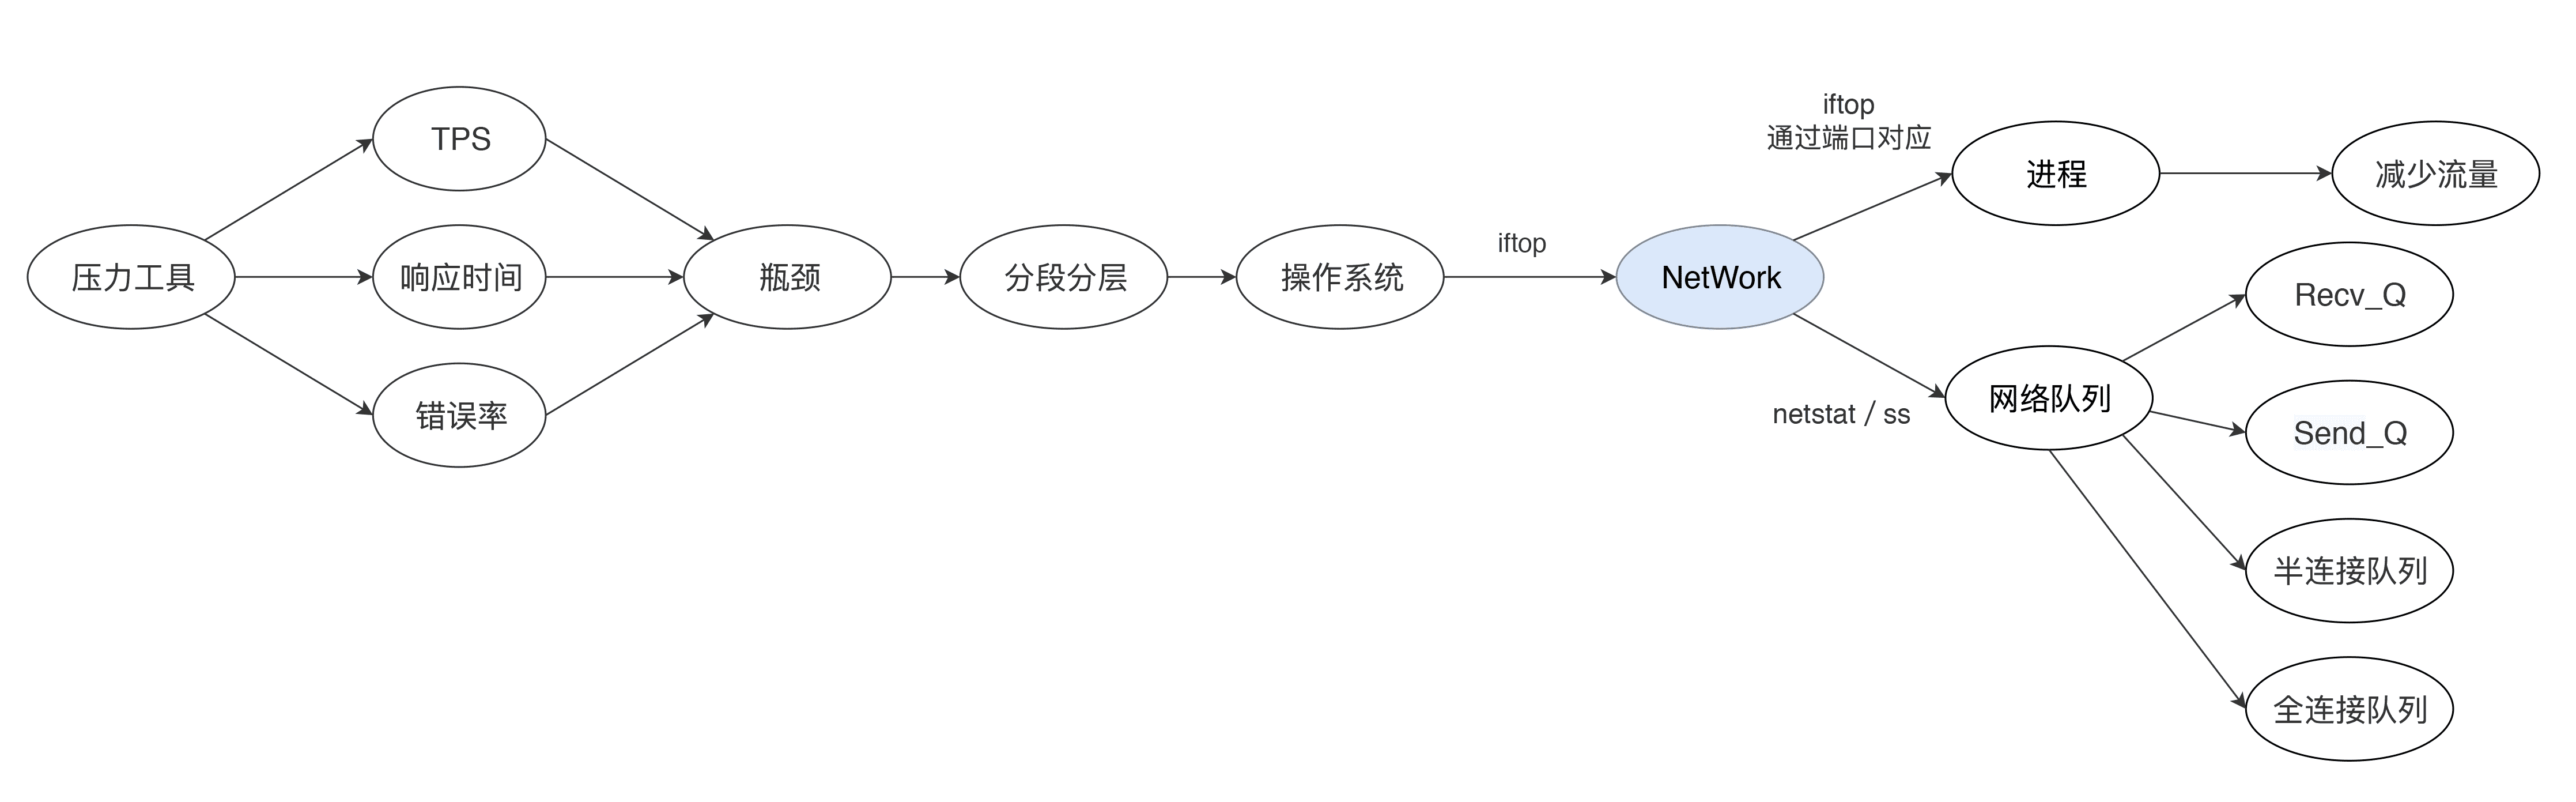 压力工具
TPS
响应时间
错误率
瓶颈
分段分层
操作系统
iftop
NetWork
iftop
通过端口对应
进程
减少流量
netstat / ss
网络队列
Recv_Q
Send_Q
半连接队列
全连接队列